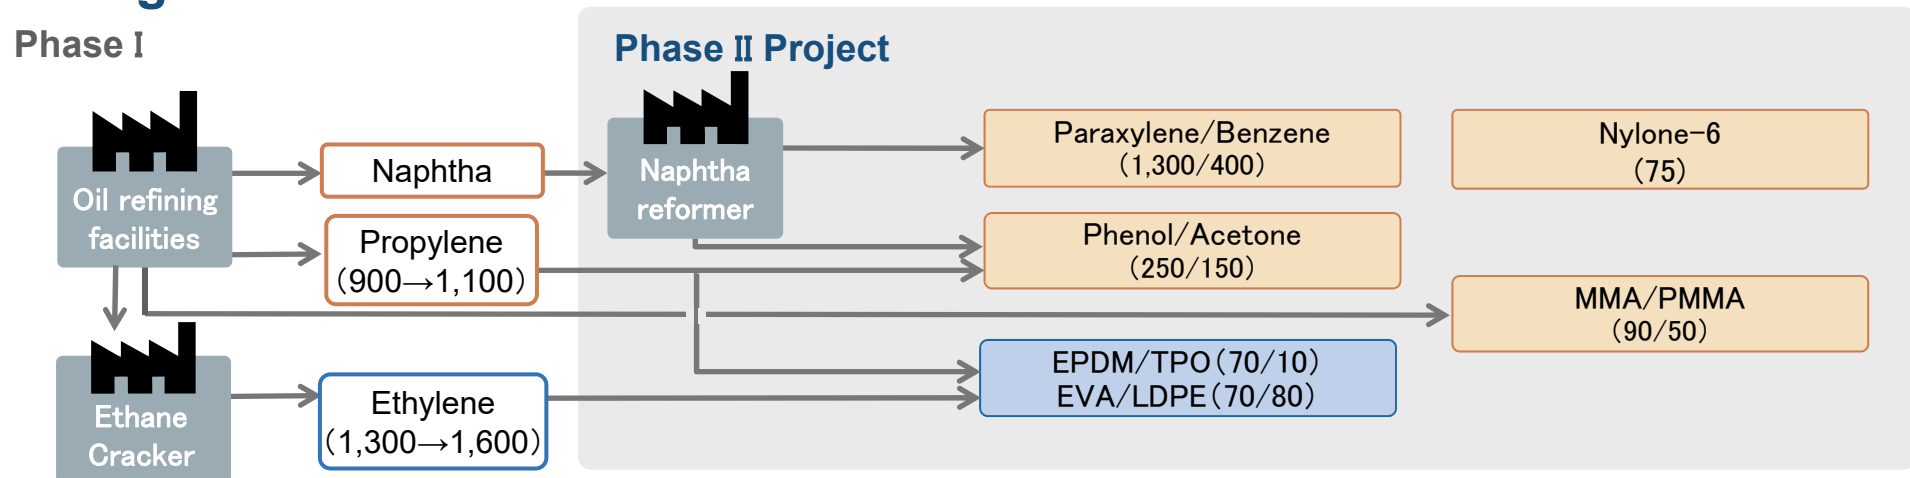 Phase Ⅰ
Phase Ⅱ Project
Oil refining
facilities
Naphtha
Propylene
(900→1,100)
Ethane
Cracker
Ethylene
(1,300→1,600)
Naphtha
reformer
Paraxylene/Benzene
(1,300/400)
Nylone-6
(75)
Phenol/Acetone
(250/150)
MMA/PMMA
(90/50)
EPDM/TPO(70/10)
EVA/LDPE(70/80)